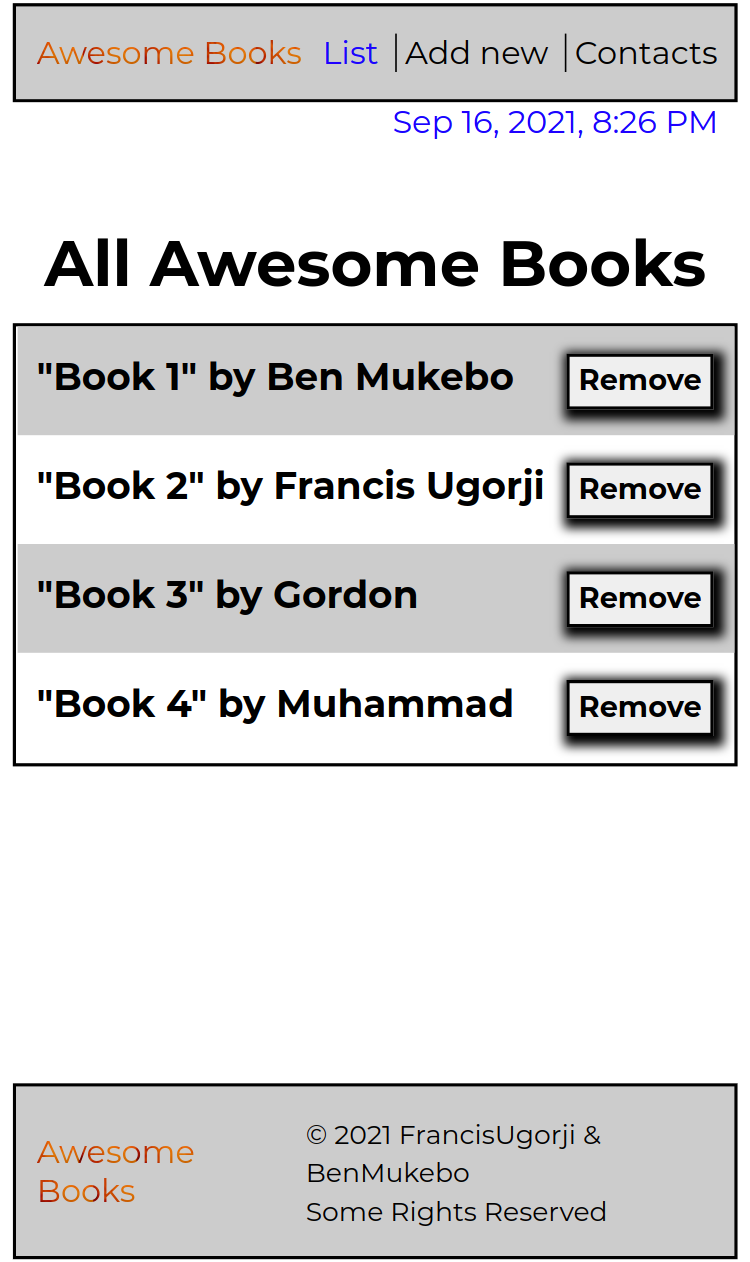 Awesome Books List Add new Contacts
Sep 16, 2021, 8:26 PM
All Awesome Books
"Book 1" by Ben Mukebo Remove
"Book 2" by Francis Ugorji Remove
"Book 3" by Gordon Remove
"Book 4" by Muhammad Remove
Awesome
Books
© 2021 FrancisUgorji &
BenMukebo
Some Rights Reserved